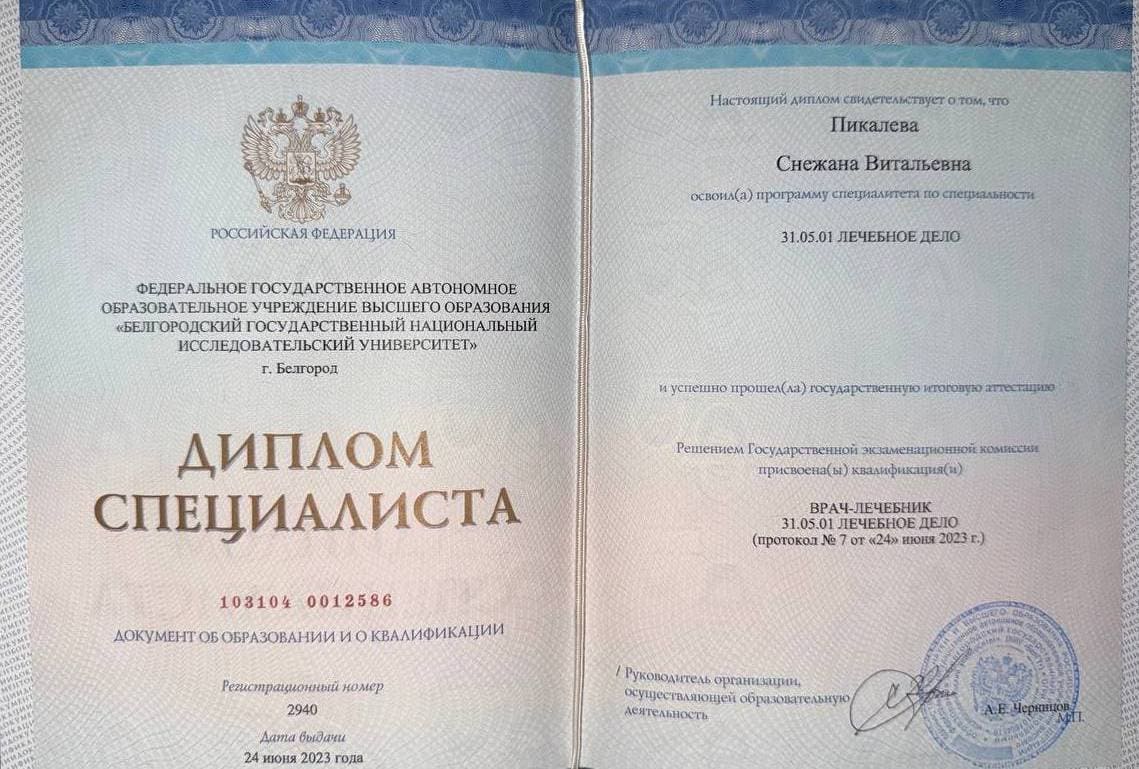 РОССИЙСКАЯ ФЕДЕРАЦИЯ
ФЕДЕРАЛЬНОЕ ГОСУДАРСТВЕННОЕ АВТОНОМНОЕ
ОБРАЗОВАТЕЛЬНОЕ УЧРЕЖДЕНИЕ ВЫСШЕГО ОБРАЗОВАНИЯ
«БЕЛГОРОДСКИЙ ГОСУДАРСТВЕННЫЙ НАЦИОНАЛЬНЫЙ
ИССЛЕДОВАТЕЛЬСКИЙ УНИВЕРСИТЕТ»
г. Белгород
ДИПЛОМ
СПЕЦИАЛИСТА
103104 0012586
ДОКУМЕНТ ОБ ОБРАЗОВАНИИ И О КВАЛИФИКАЦИИ
Регистрационный номер
2940
Дата выдачи
24 июня 2023 года
Настоящий диплом свидетельствует о том, что
Пикалева
Снежана Витальевна
освоил(а) программу специалитета по специальности
31.05.01 ЛЕЧЕБНОЕ ДЕЛО
и успешно прошел(ла) государственную итоговую аттестацию
Решением Государственной экзаменационной комиссии
присвоена(ы) квалификация(и)
ВРАЧ-ЛЕЧЕБНИК
31.05.01 ЛЕЧЕБНОЕ ДЕЛО
(протокол № 7 от «24» июня 2023 г.)
/ Руководитель организации,
осуществляющей образовательную
деятельность
А.Е. Черницов
М.П.